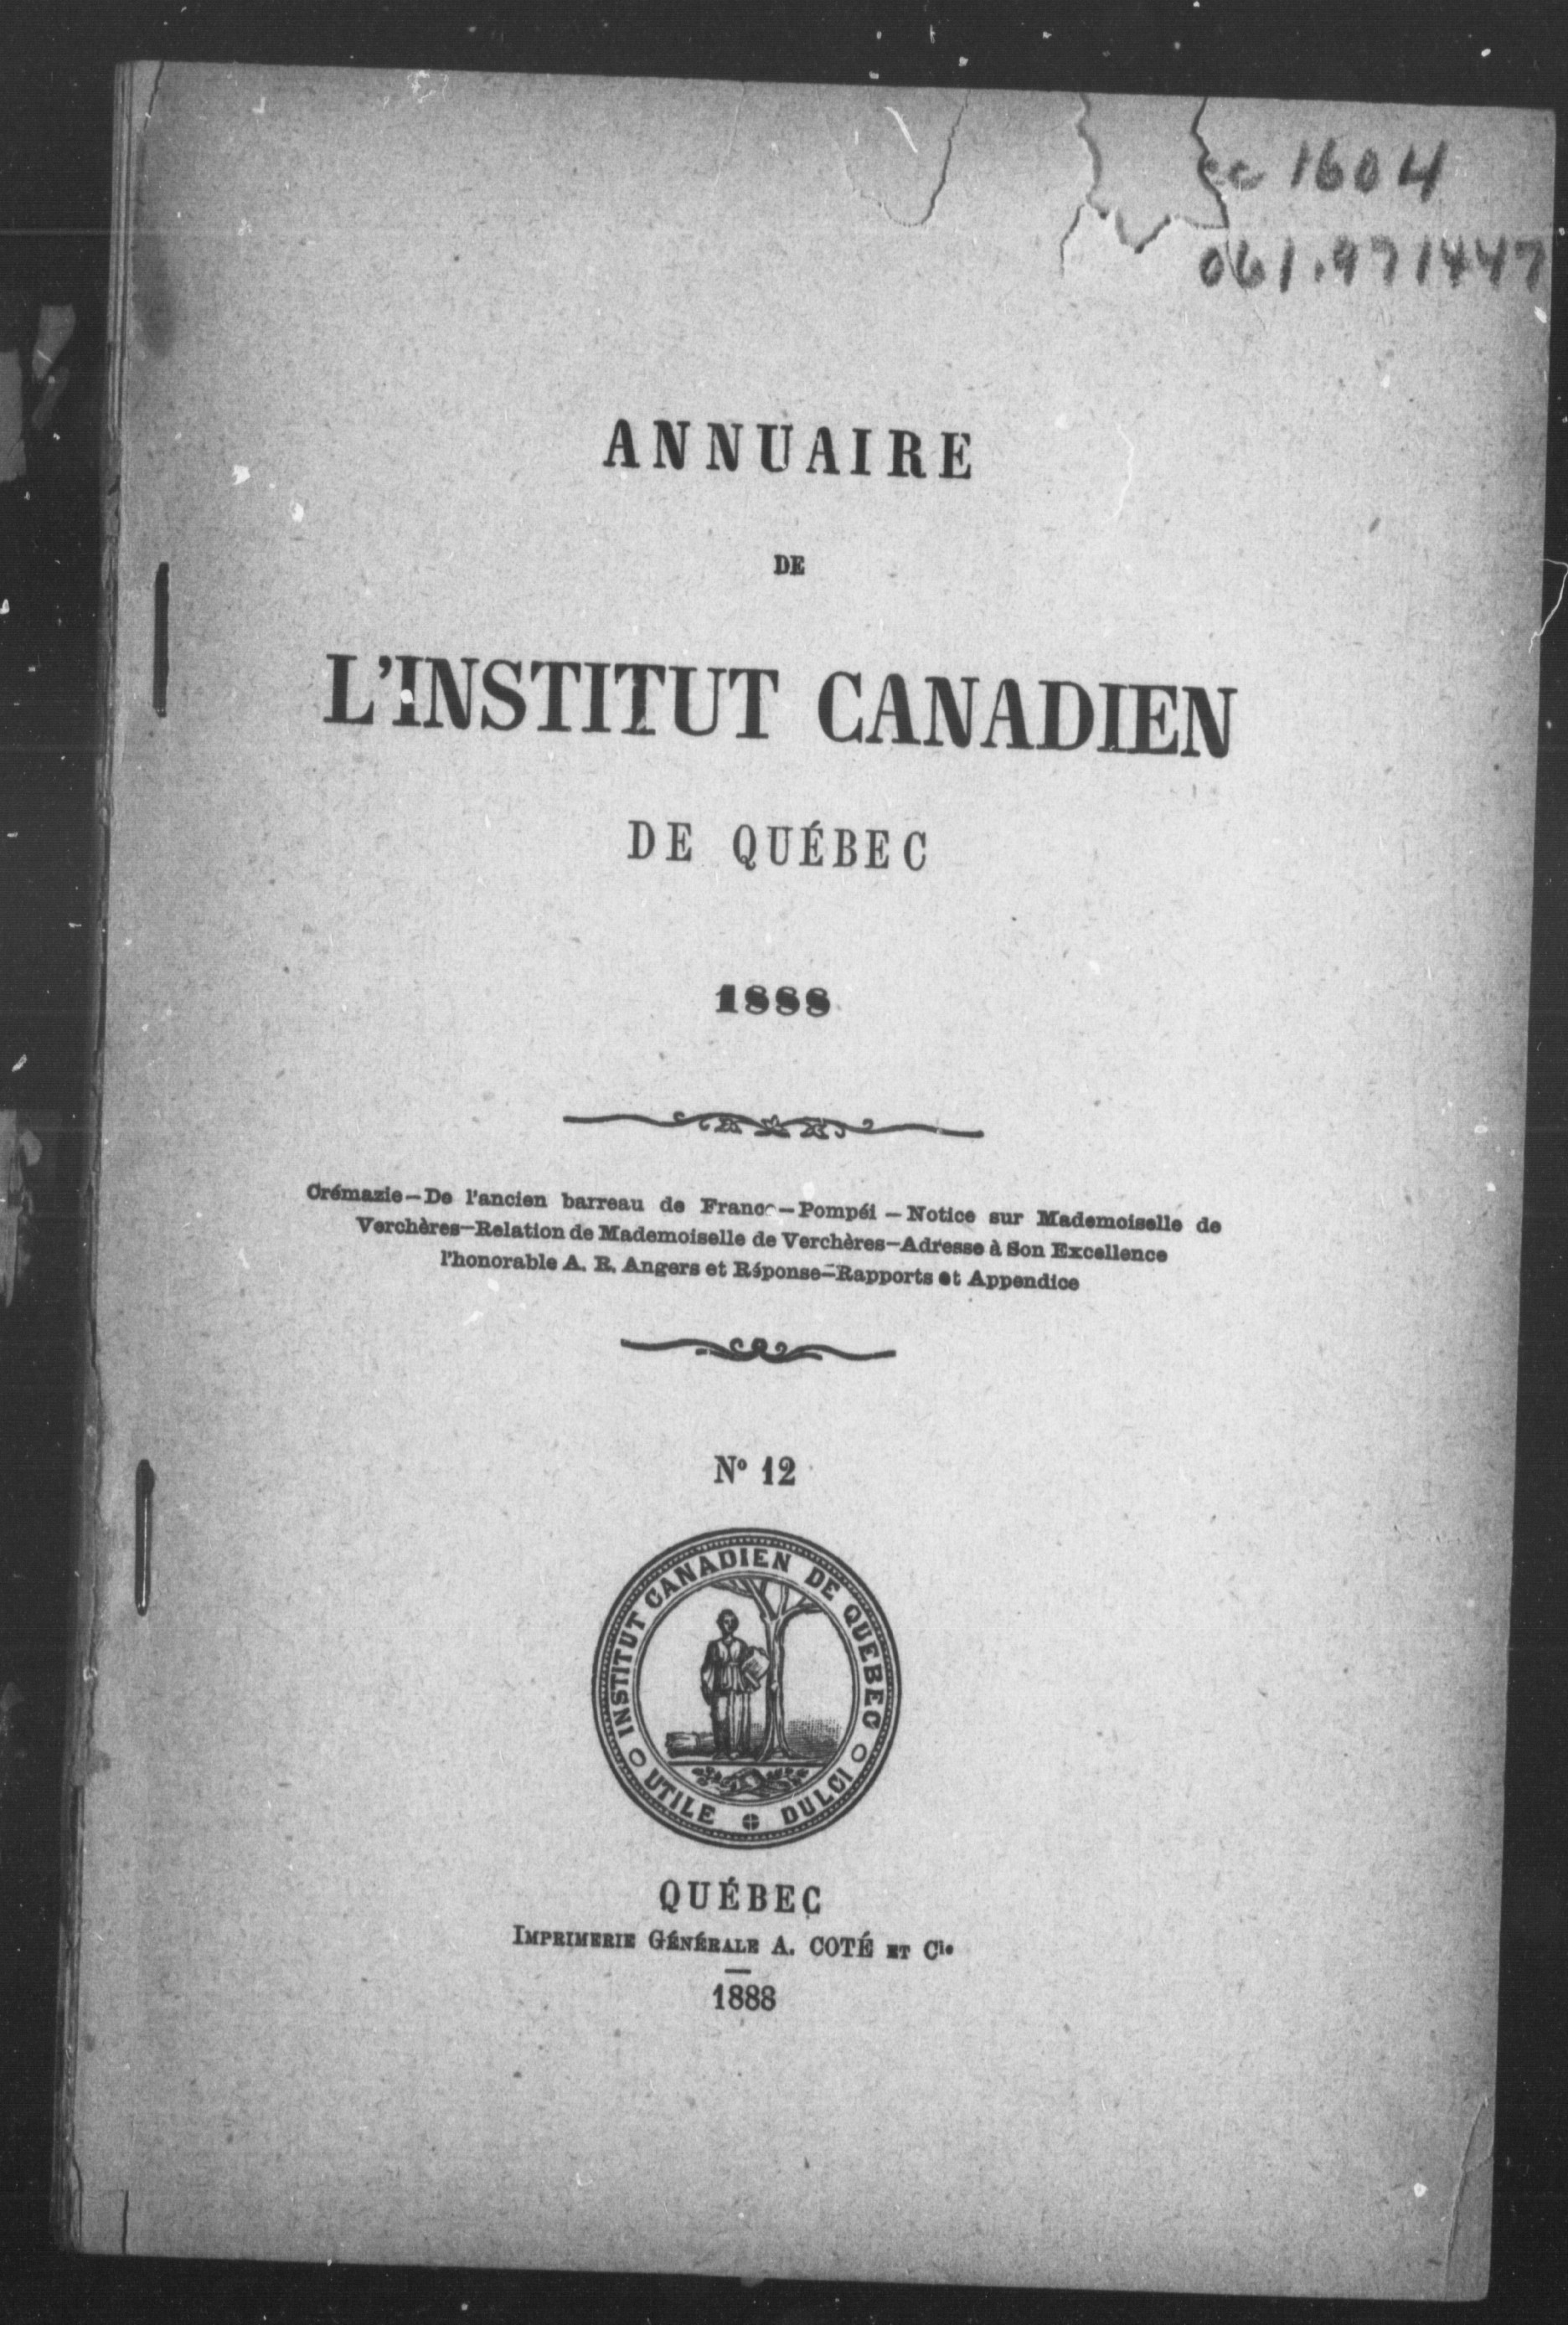 1604
061.971447
ANNUAIRE
DE
L'INSTITUT CANADIEN
DE QUÉBEC
1888
Crémazie—De l'ancien barreau de France—Pompéi—Notice sur Mademoiselle de
Verchères—Relation de Mademoiselle de Verchères—Adresse à Son Excellence
l'honorable A. R. Angers et Réponse—Rapports et Appendice
Nº 12
INSTITUT CANADIEN DE QUEBEC
UTILE DULCI
QUÉBEC
IMPRIMERIE GÉNÉRALE A. COTÉ ET Cie
1888